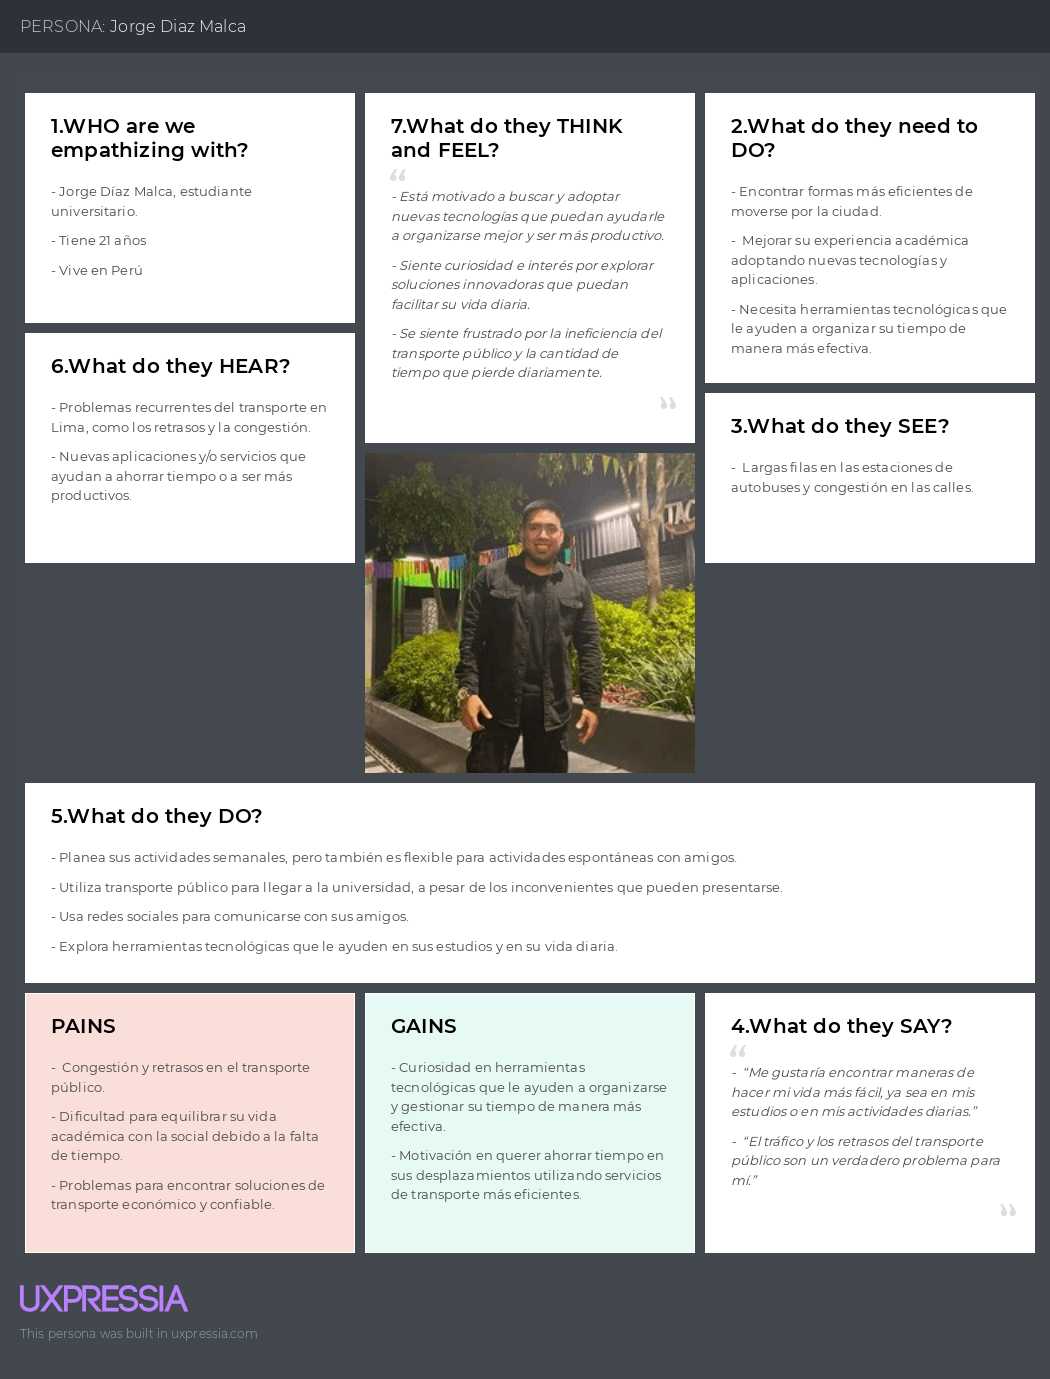 PERSONA: Jorge Diaz Malca
1.WHO are we
empathizing with?
- Jorge Díaz Malca, estudiante
universitario.
- Tiene 21 años
- Vive en Perú
7.What do they THINK
and FEEL?
“
- Está motivado a buscar y adoptar
nuevas tecnologías que puedan ayudarle
a organizarse mejor y ser más productivo.
- Siente curiosidad e interés por explorar
soluciones innovadoras que puedan
facilitar su vida diaria.
- Se siente frustrado por la ineficiencia del
transporte público y la cantidad de
tiempo que pierde diariamente.
”
2.What do they need to
DO?
- Encontrar formas más eficientes de
moverse por la ciudad.
- Mejorar su experiencia académica
adoptando nuevas tecnologías y
aplicaciones.
- Necesita herramientas tecnológicas que
le ayuden a organizar su tiempo de
manera más efectiva.
6.What do they HEAR?
- Problemas recurrentes del transporte en
Lima, como los retrasos y la congestión.
- Nuevas aplicaciones y/o servicios que
ayudan a ahorrar tiempo o a ser más
productivos.
3.What do they SEE?
- Largas filas en las estaciones de
autobuses y congestión en las calles.
TAC
5.What do they DO?
- Planea sus actividades semanales, pero también es flexible para actividades espontáneas con amigos.
- Utiliza transporte público para llegar a la universidad, a pesar de los inconvenientes que pueden presentarse.
- Usa redes sociales para comunicarse con sus amigos.
- Explora herramientas tecnológicas que le ayuden en sus estudios y en su vida diaria.
PAINS
- Congestión y retrasos en el transporte
público.
- Dificultad para equilibrar su vida
académica con la social debido a la falta
de tiempo.
- Problemas para encontrar soluciones de
transporte económico y confiable.
GAINS
- Curiosidad en herramientas
tecnológicas que le ayuden a organizarse
y gestionar su tiempo de manera más
efectiva.
- Motivación en querer ahorrar tiempo en
sus desplazamientos utilizando servicios
de transporte más eficientes.
4.What do they SAY?
“
- “Me gustaría encontrar maneras de
hacer mi vida más fácil, ya sea en mis
estudios o en mis actividades diarias.”
- “El tráfico y los retrasos del transporte
público son un verdadero problema para
mí.”
”
UXPRESSIA
This persona was built in uxpressia.com